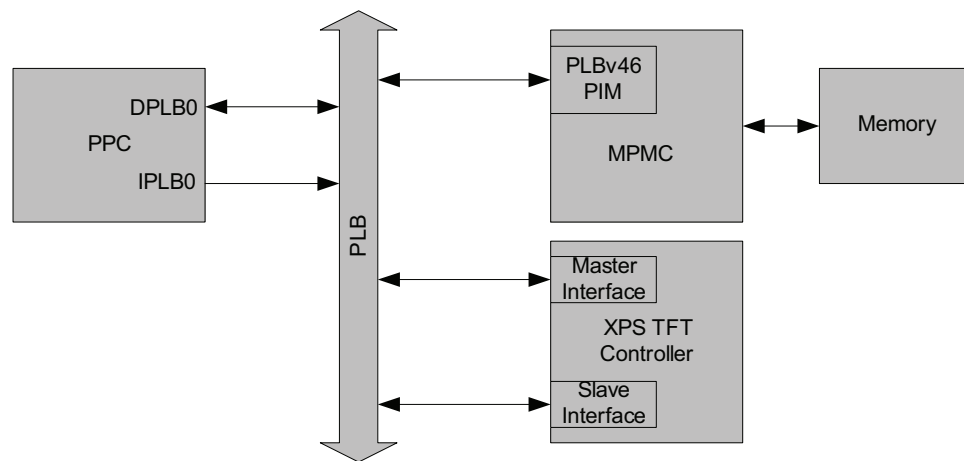 PPC
DPLB0
IPLB0
PLB
PLBv46
PIM
MPMC
Memory
Master
Interface
XPS TFT
Controller
Slave
Interface